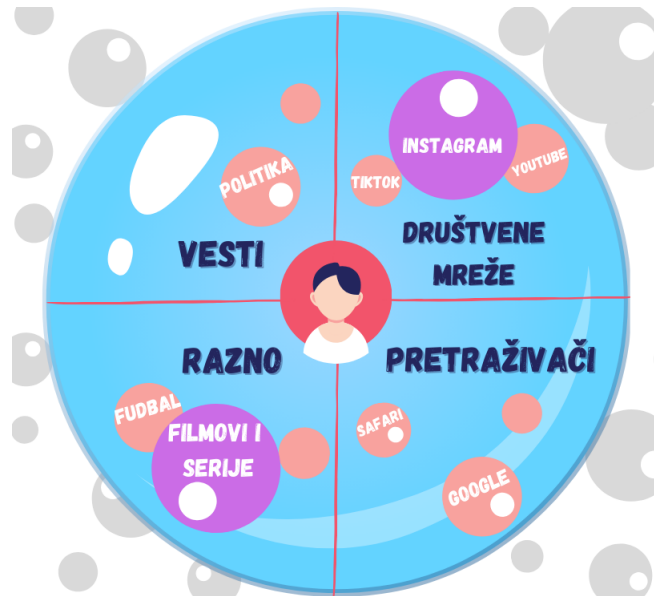 POLITIKA
VESTI
INSTAGRAM
TIKTOK
YOUTUBE
DRUŠTVENE
MREŽE
RAZNO
FUDBAL
FILMOVI I
SERIJE
PRETRAŽIVAČI
SAFARI
GOOGLE